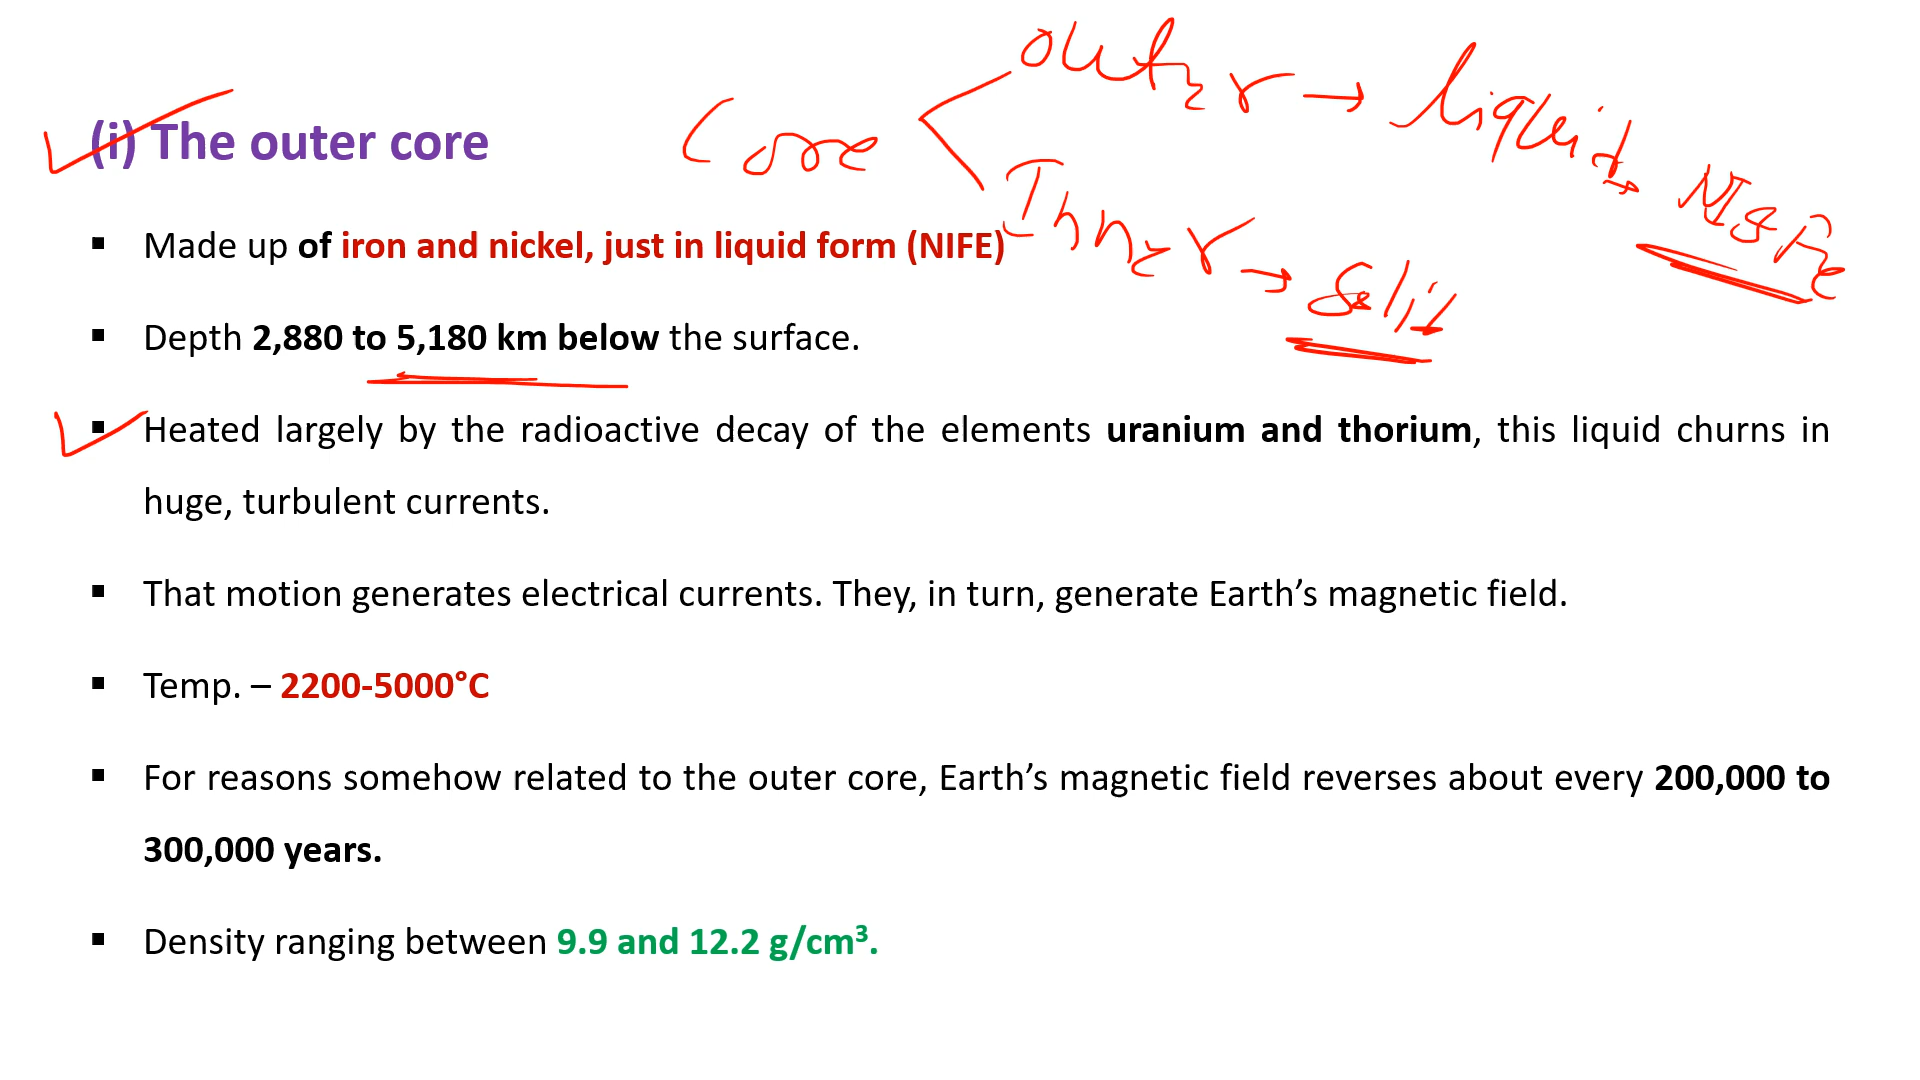 outer → liquid → NI & Fe
(i) The outer core
Core
Inner → Solid
▪ Made up of iron and nickel, just in liquid form (NIFE)
▪ Depth 2,880 to 5,180 km below the surface.
▪ Heated largely by the radioactive decay of the elements uranium and thorium, this liquid churns in
huge, turbulent currents.
▪ That motion generates electrical currents. They, in turn, generate Earth’s magnetic field.
▪ Temp. – 2200-5000°C
▪ For reasons somehow related to the outer core, Earth’s magnetic field reverses about every 200,000 to
300,000 years.
▪ Density ranging between 9.9 and 12.2 g/cm³.